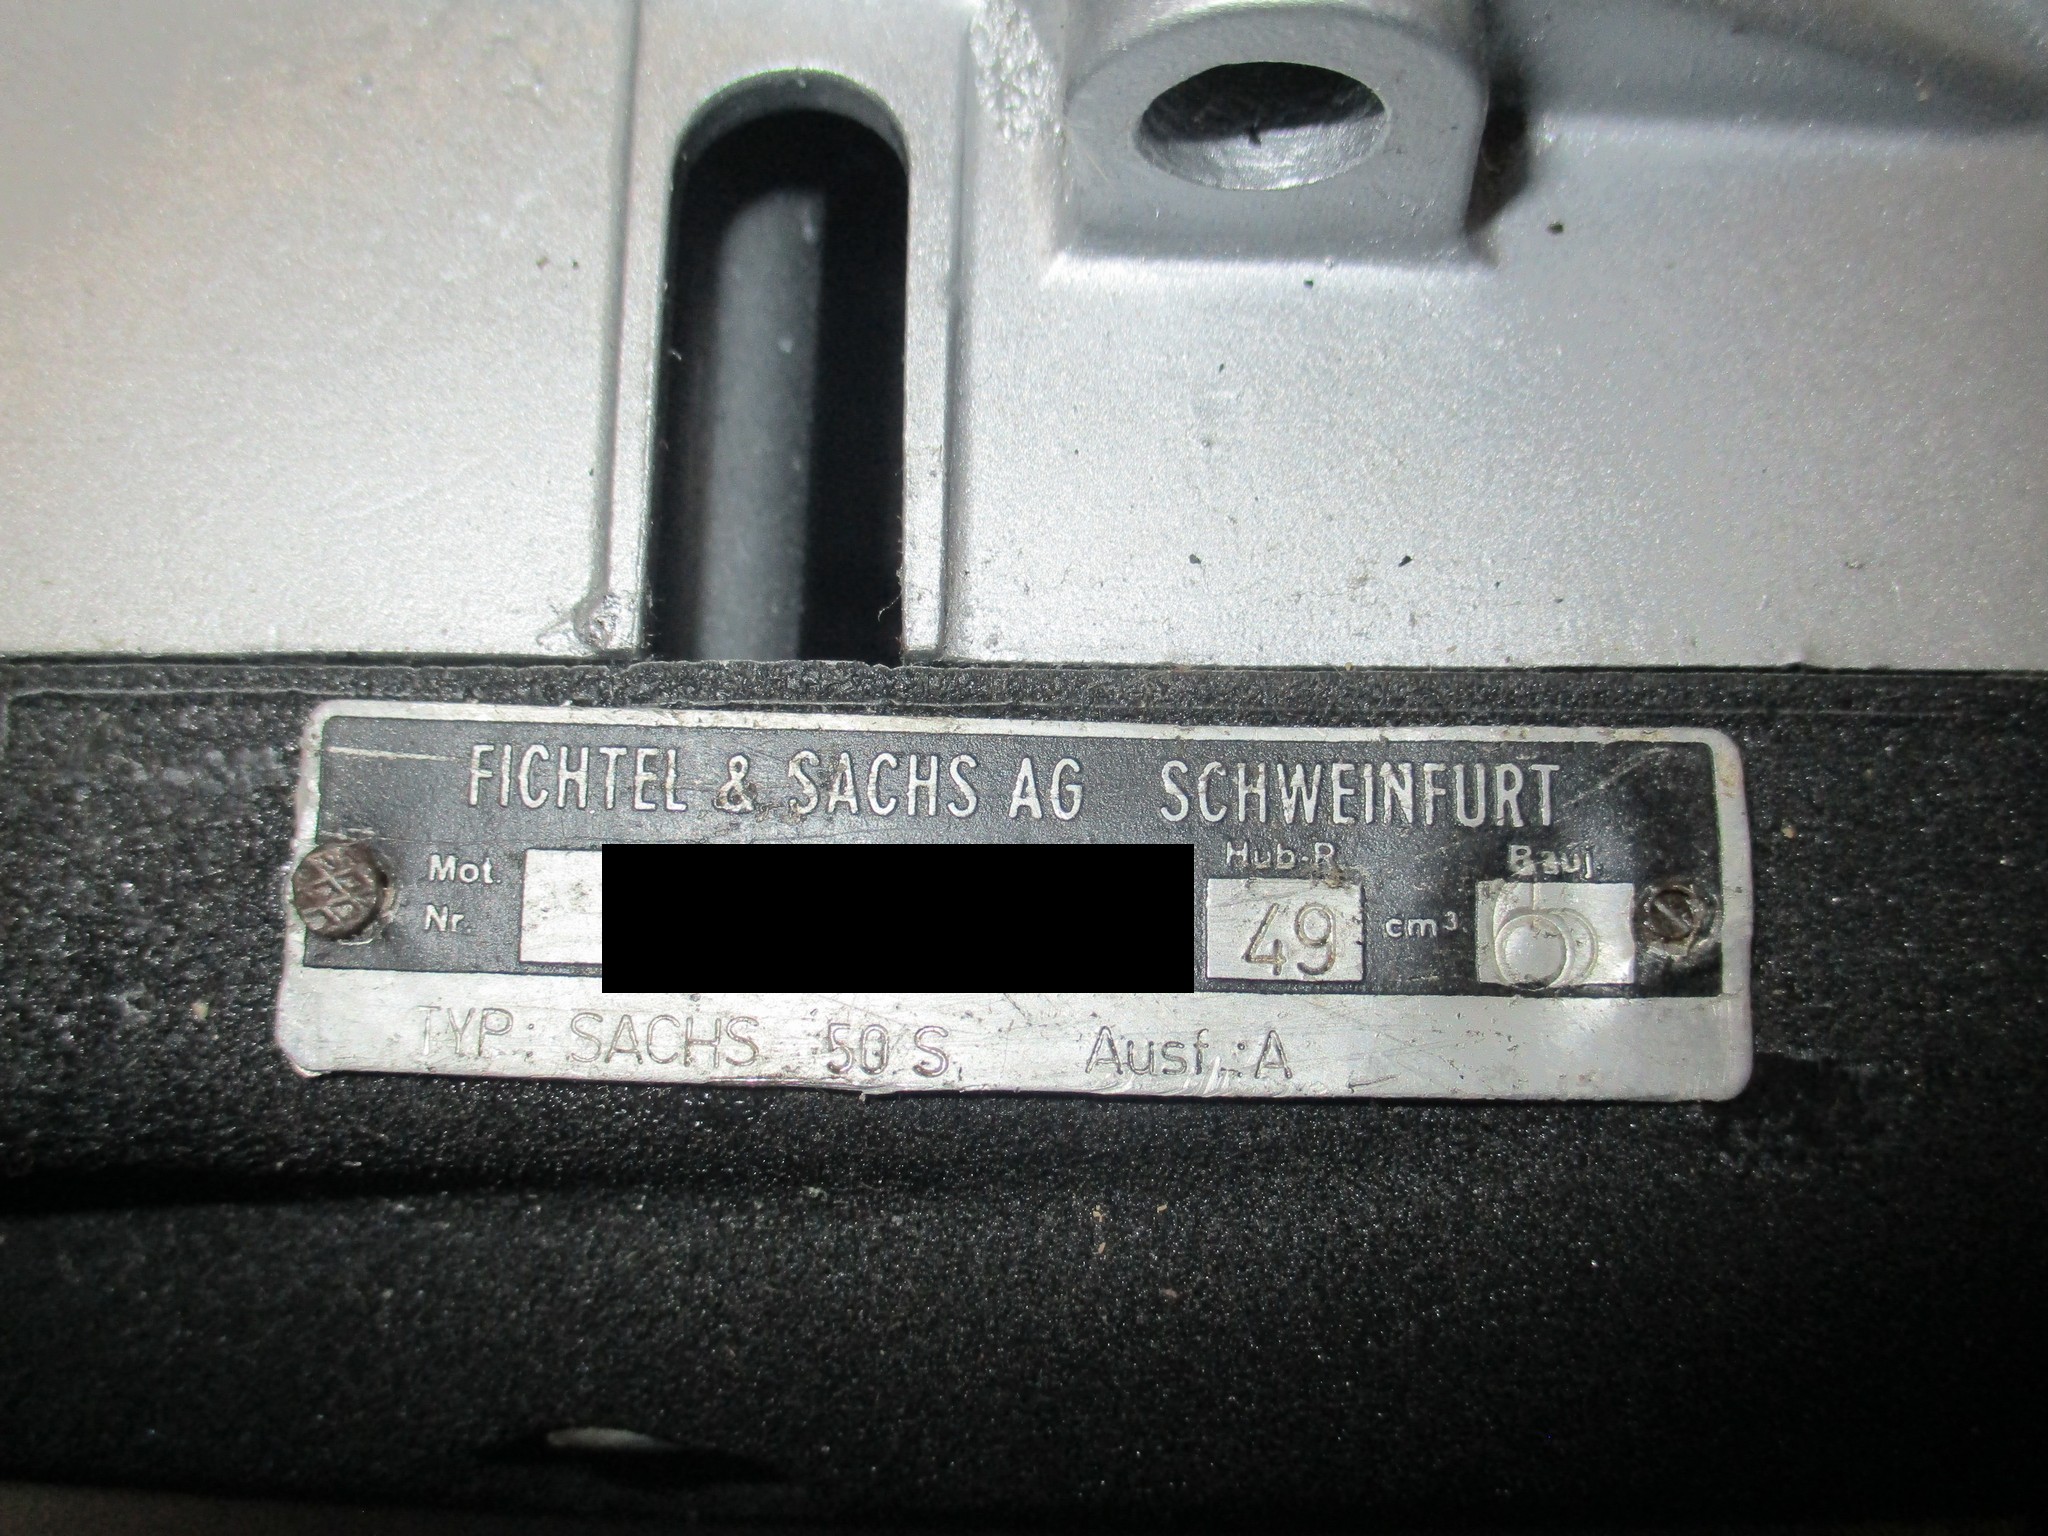 FICHTEL & SACHS AG SCHWEINFURT
Mot. Hub-R. Bauj.
Nr. 49 cm³
TYP: SACHS 50 S Ausf.: A